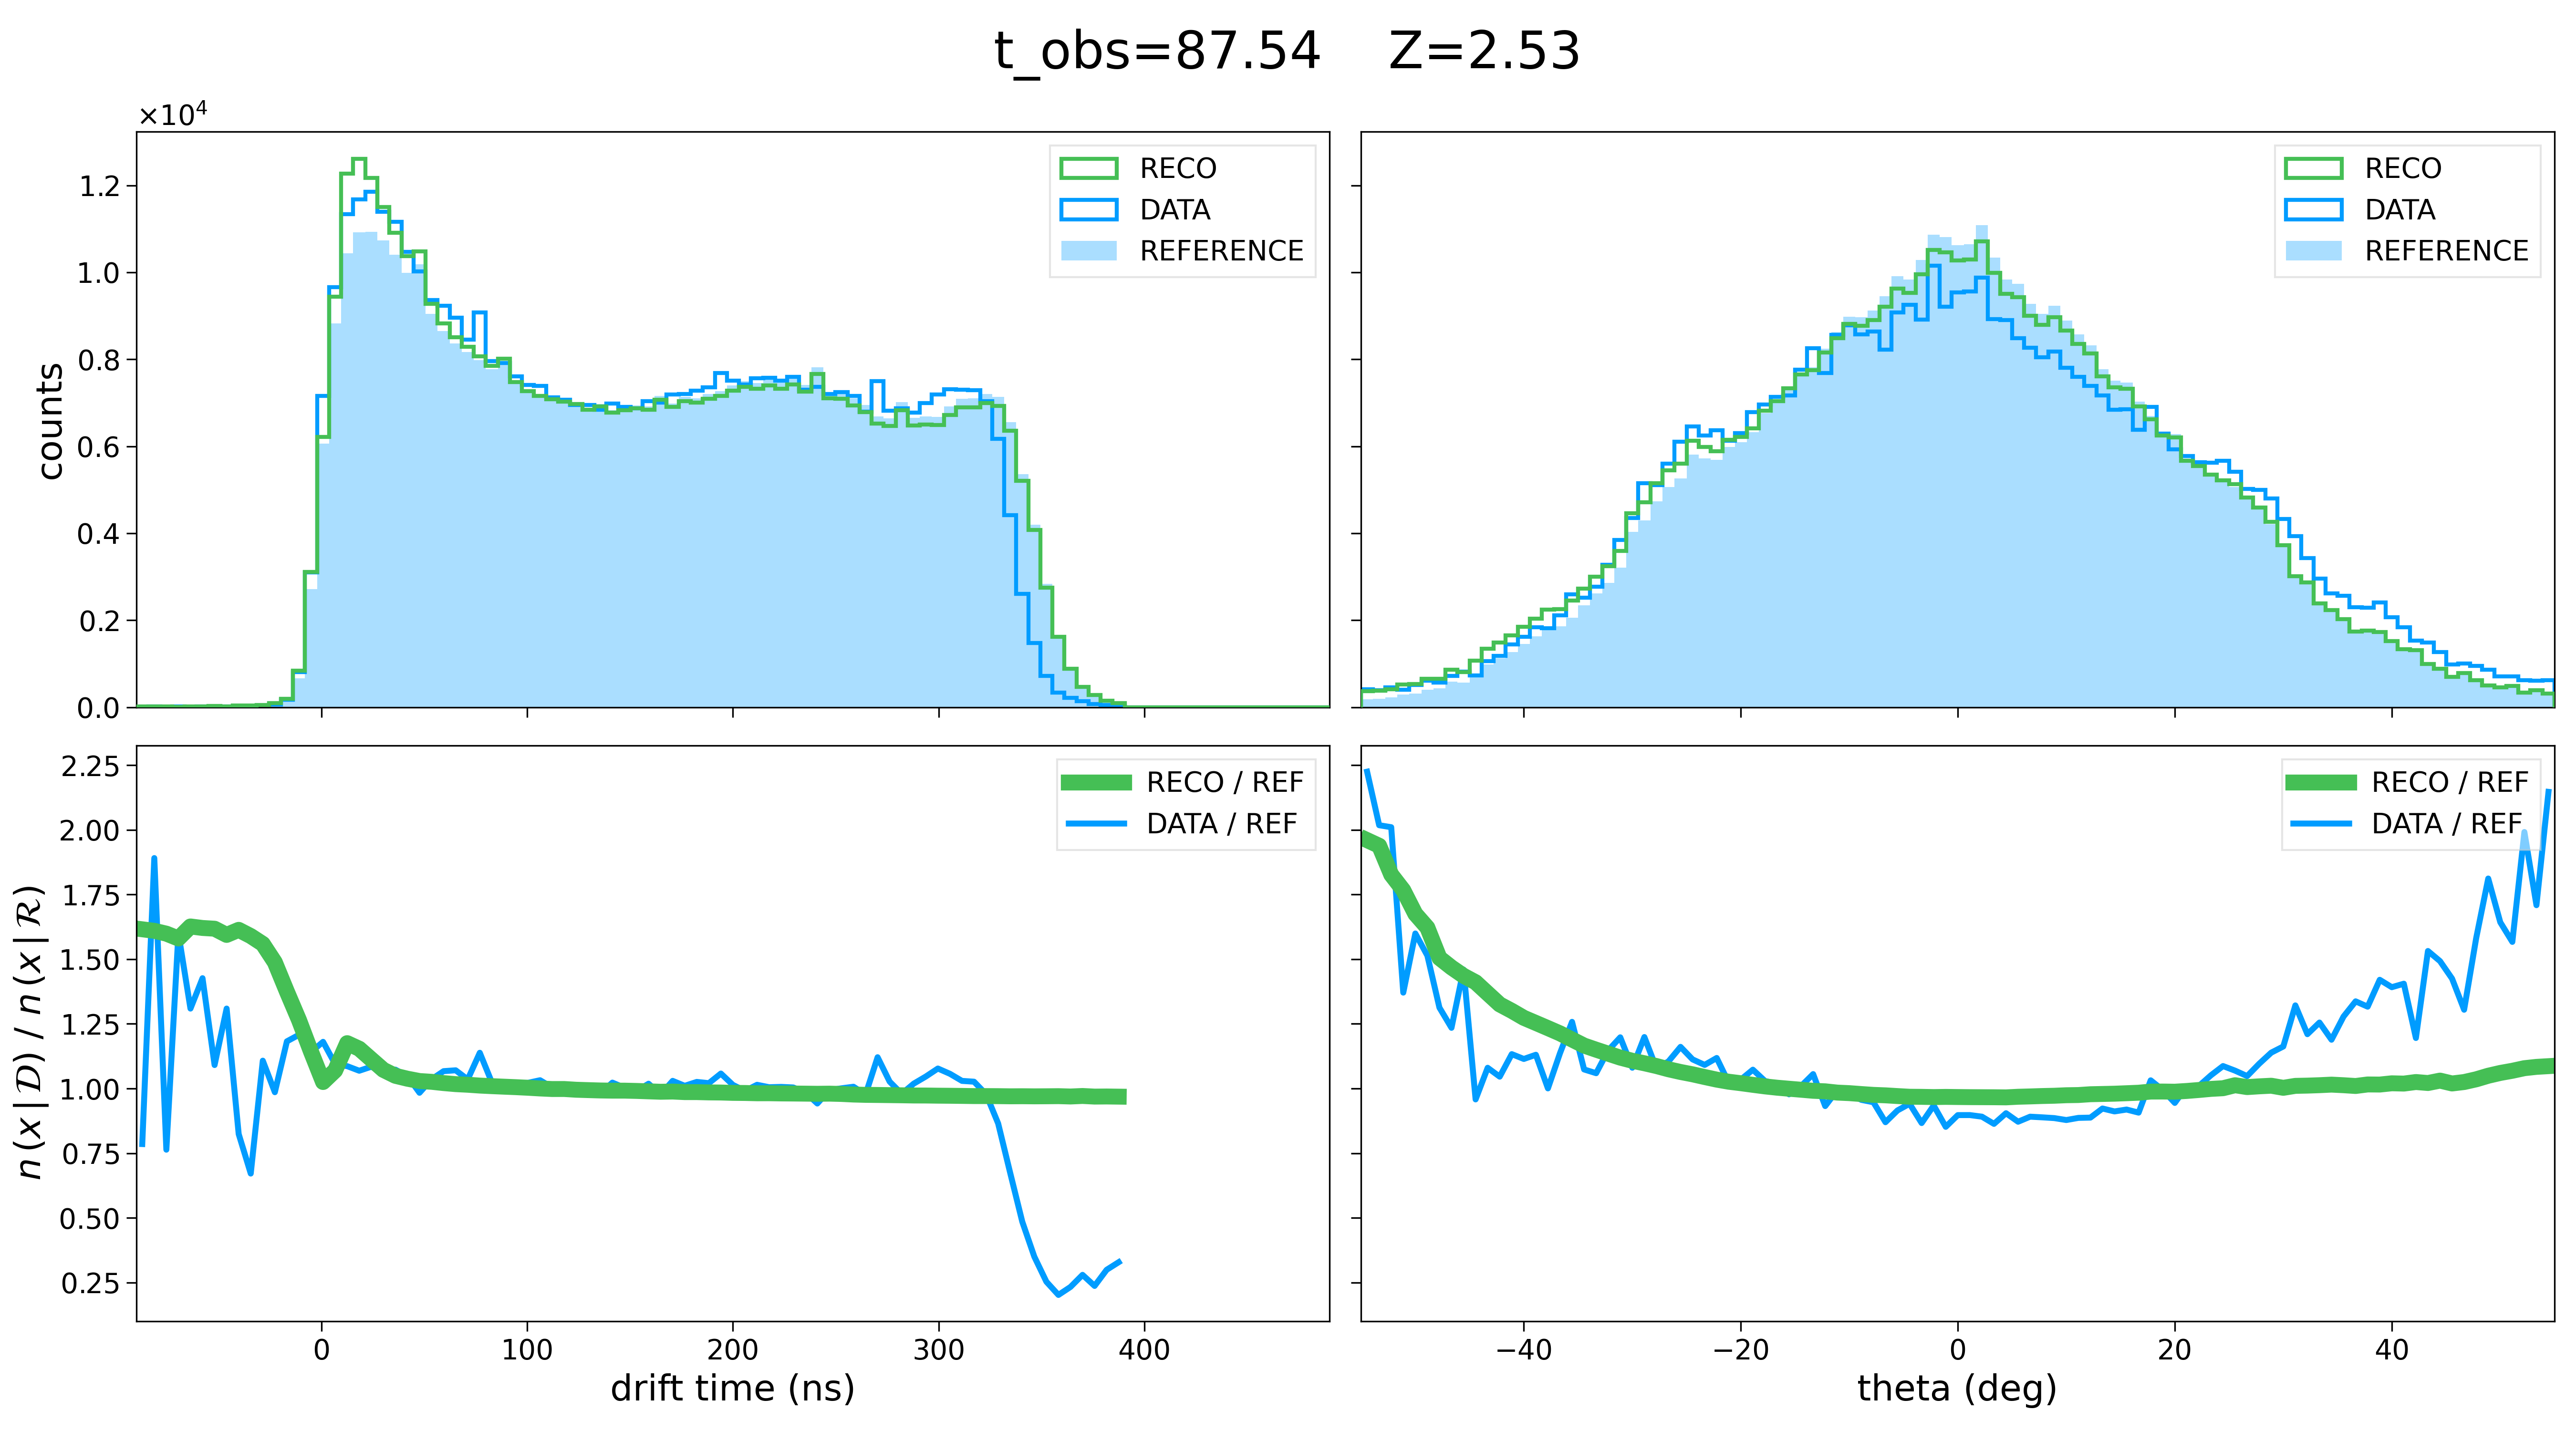 t_obs=87.54 Z=2.53
×10⁴
1.2
1.0
0.8
0.6
0.4
0.2
0.0
counts
RECO
DATA
REFERENCE
RECO
DATA
REFERENCE
2.25
2.00
1.75
1.50
1.25
1.00
0.75
0.50
0.25
n (x | 𝒟) / n (x | ℛ)
RECO / REF
DATA / REF
0 100 200 300 400
drift time (ns)
RECO / REF
DATA / REF
−40 −20 0 20 40
theta (deg)